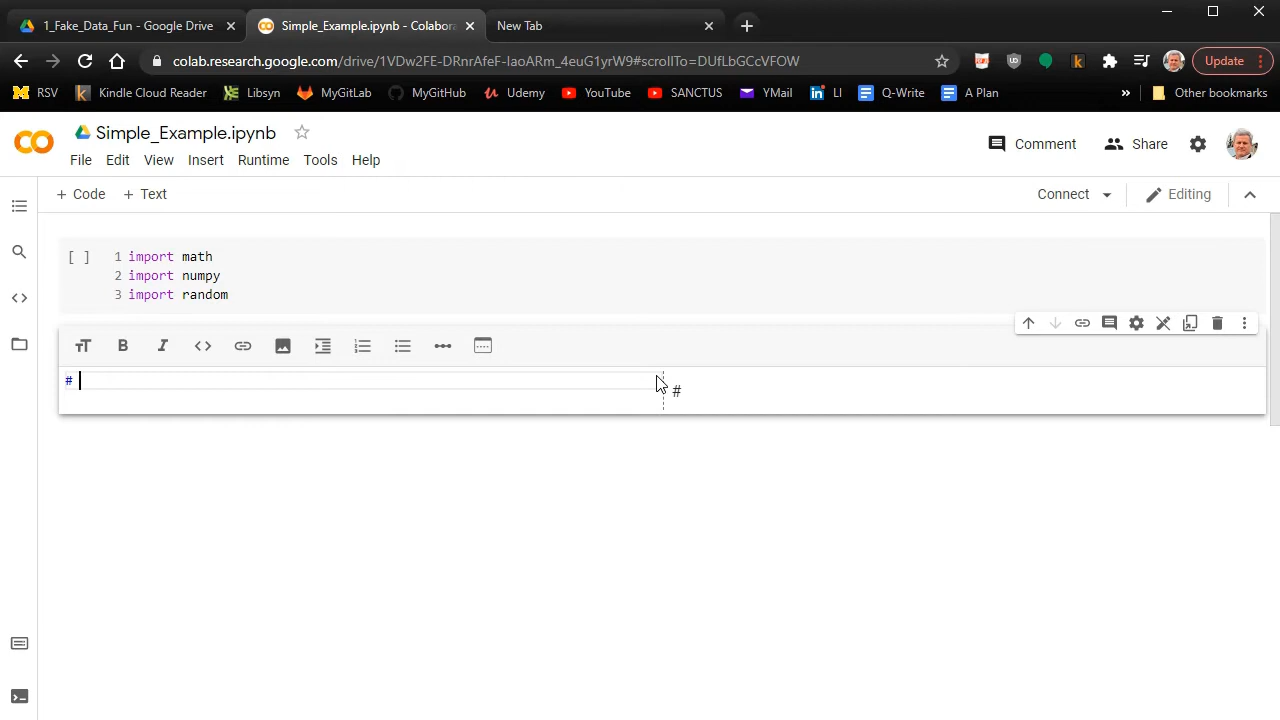 1_Fake_Data_Fun - Google Drive
Simple_Example.ipynb - Colabora
New Tab
colab.research.google.com/drive/1VDw2FE-DRnrAfeF-laoARm_4euG1yrW9#scrollTo=DUfLbGCcVFOW
Update
RSV
Kindle Cloud Reader
Libsyn
MyGitLab
MyGitHub
Udemy
YouTube
SANCTUS
YMail
LI
Q-Write
A Plan
»
Other bookmarks
Simple_Example.ipynb
Comment
Share
File Edit View Insert Runtime Tools Help
+ Code + Text
Connect
Editing
[ ] 1 import math
2 import numpy
3 import random
#
#